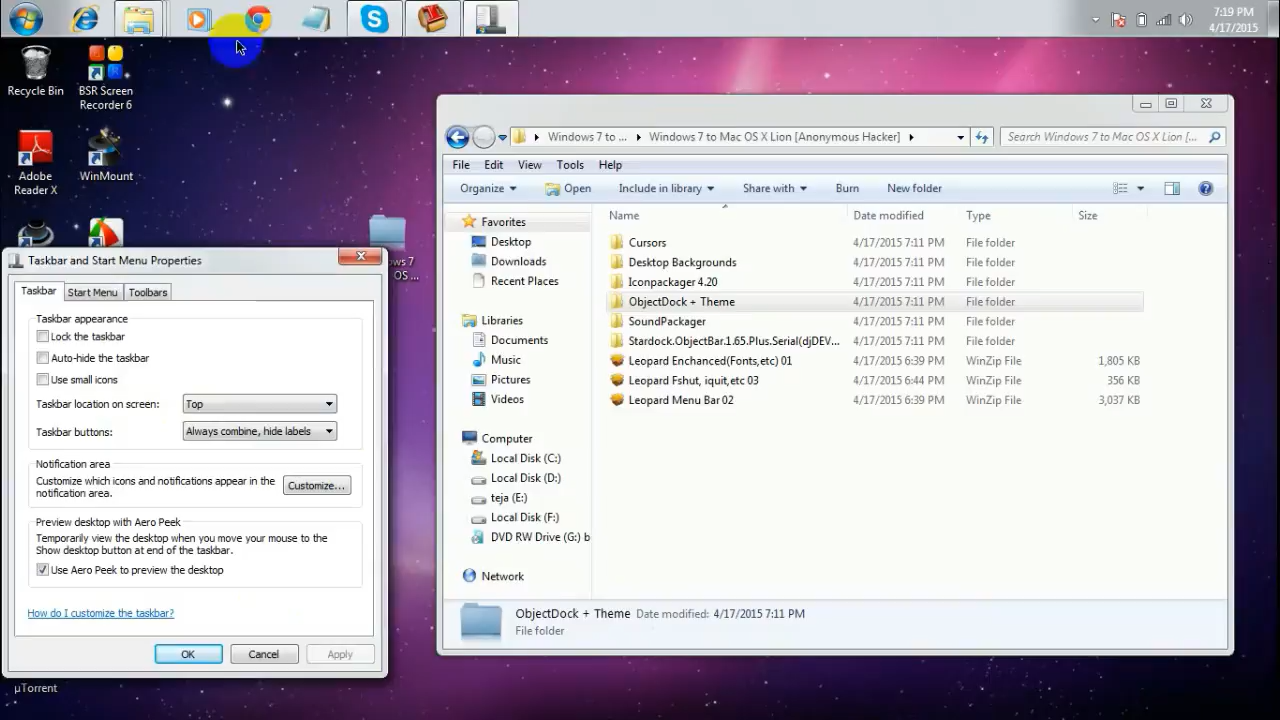 7:19 PM
4/17/2015
Recycle Bin
BSR Screen
Recorder 6
Adobe
Reader X
WinMount
ws 7
OS ...
µTorrent
Taskbar and Start Menu Properties
Taskbar
Start Menu
Toolbars
Taskbar appearance
Lock the taskbar
Auto-hide the taskbar
Use small icons
Taskbar location on screen:
Top
Taskbar buttons:
Always combine, hide labels
Notification area
Customize which icons and notifications appear in the
notification area.
Customize...
Preview desktop with Aero Peek
Temporarily view the desktop when you move your mouse to the
Show desktop button at end of the taskbar.
Use Aero Peek to preview the desktop
How do I customize the taskbar?
OK
Cancel
Apply
Windows 7 to ...
Windows 7 to Mac OS X Lion [Anonymous Hacker]
Search Windows 7 to Mac OS X Lion [...
File Edit View Tools Help
Organize Open Include in library Share with Burn New folder
Favorites
Desktop
Downloads
Recent Places
Libraries
Documents
Music
Pictures
Videos
Computer
Local Disk (C:)
Local Disk (D:)
teja (E:)
Local Disk (F:)
DVD RW Drive (G:) b
Network
Name Date modified Type Size
Cursors 4/17/2015 7:11 PM File folder
Desktop Backgrounds 4/17/2015 7:11 PM File folder
Iconpackager 4.20 4/17/2015 7:11 PM File folder
ObjectDock + Theme 4/17/2015 7:11 PM File folder
SoundPackager 4/17/2015 7:11 PM File folder
Stardock.ObjectBar.1.65.Plus.Serial(djDEV... 4/17/2015 7:11 PM File folder
Leopard Enchanced(Fonts,etc) 01 4/17/2015 6:39 PM WinZip File 1,805 KB
Leopard Fshut, iquit,etc 03 4/17/2015 6:44 PM WinZip File 356 KB
Leopard Menu Bar 02 4/17/2015 6:39 PM WinZip File 3,037 KB
ObjectDock + Theme Date modified: 4/17/2015 7:11 PM
File folder